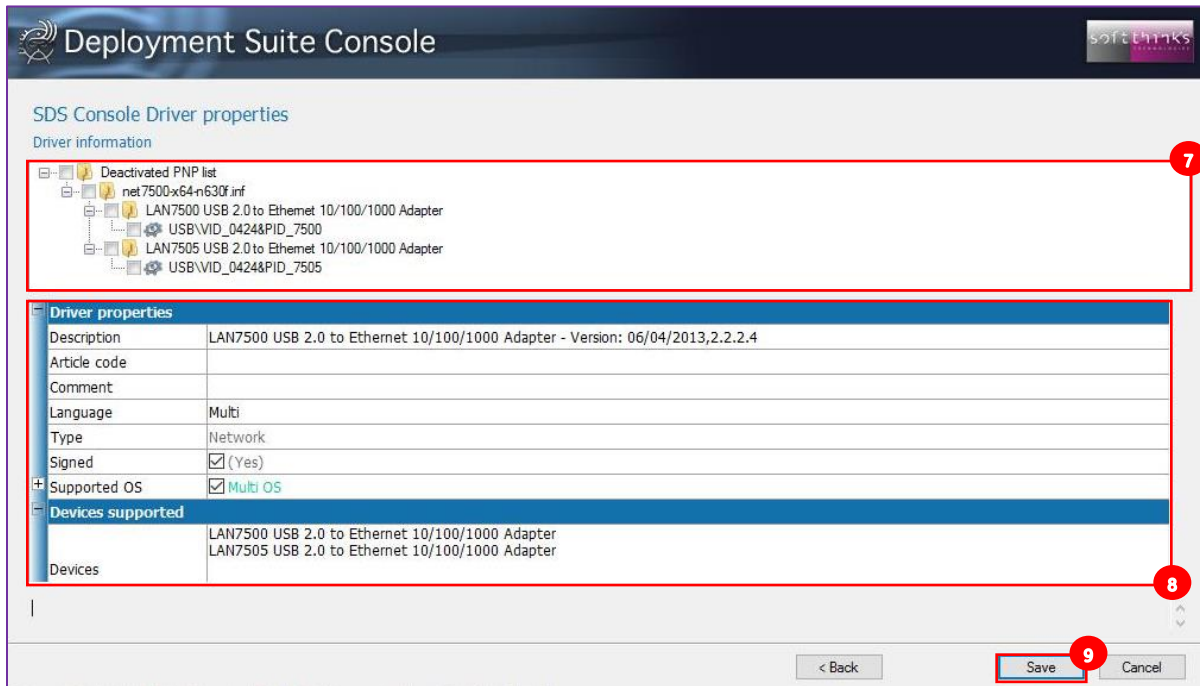 Deployment Suite Console
softthinks
TECHNOLOGIES
SDS Console Driver properties
Driver information
7
Deactivated PNP list
net7500-x64-n630f.inf
LAN7500 USB 2.0 to Ethernet 10/100/1000 Adapter
USB\VID_0424&PID_7500
LAN7505 USB 2.0 to Ethernet 10/100/1000 Adapter
USB\VID_0424&PID_7505
Driver properties
Description LAN7500 USB 2.0 to Ethernet 10/100/1000 Adapter - Version: 06/04/2013,2.2.2.4
Article code
Comment
Language Multi
Type Network
Signed (Yes)
Supported OS Multi OS
Devices supported
LAN7500 USB 2.0 to Ethernet 10/100/1000 Adapter
LAN7505 USB 2.0 to Ethernet 10/100/1000 Adapter
Devices
8
9
< Back Save Cancel